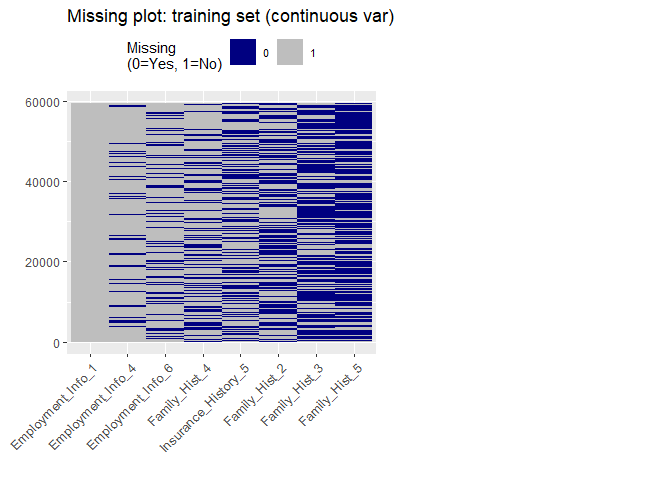 Missing plot: training set (continuous var)
Missing
(0=Yes, 1=No)
0
1
60000
40000
20000
0
Employment_Info_1
Employment_Info_4
Employment_Info_6
Family_Hist_4
Insurance_History_5
Family_Hist_2
Family_Hist_3
Family_Hist_5